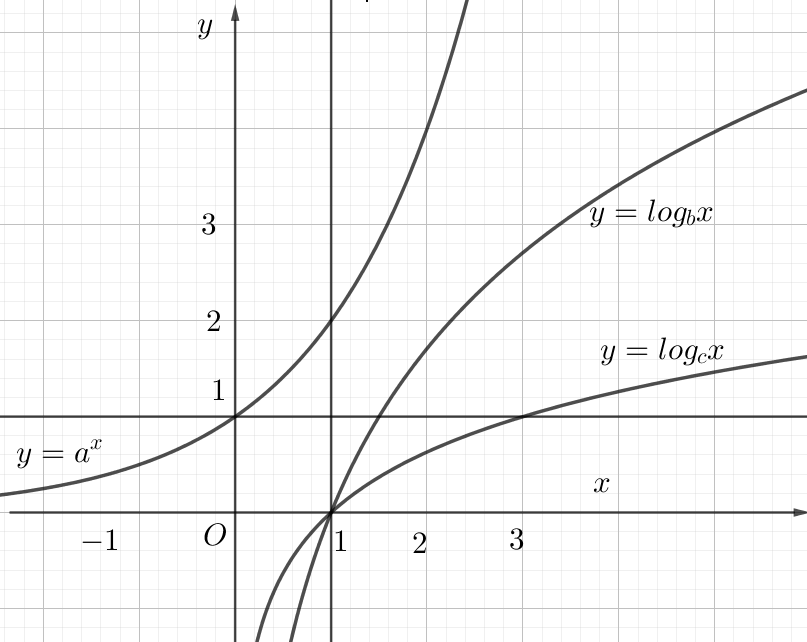 y
3
y = log_b x
2
y = log_c x
1
y = a^x
x
O
−1
1
2
3